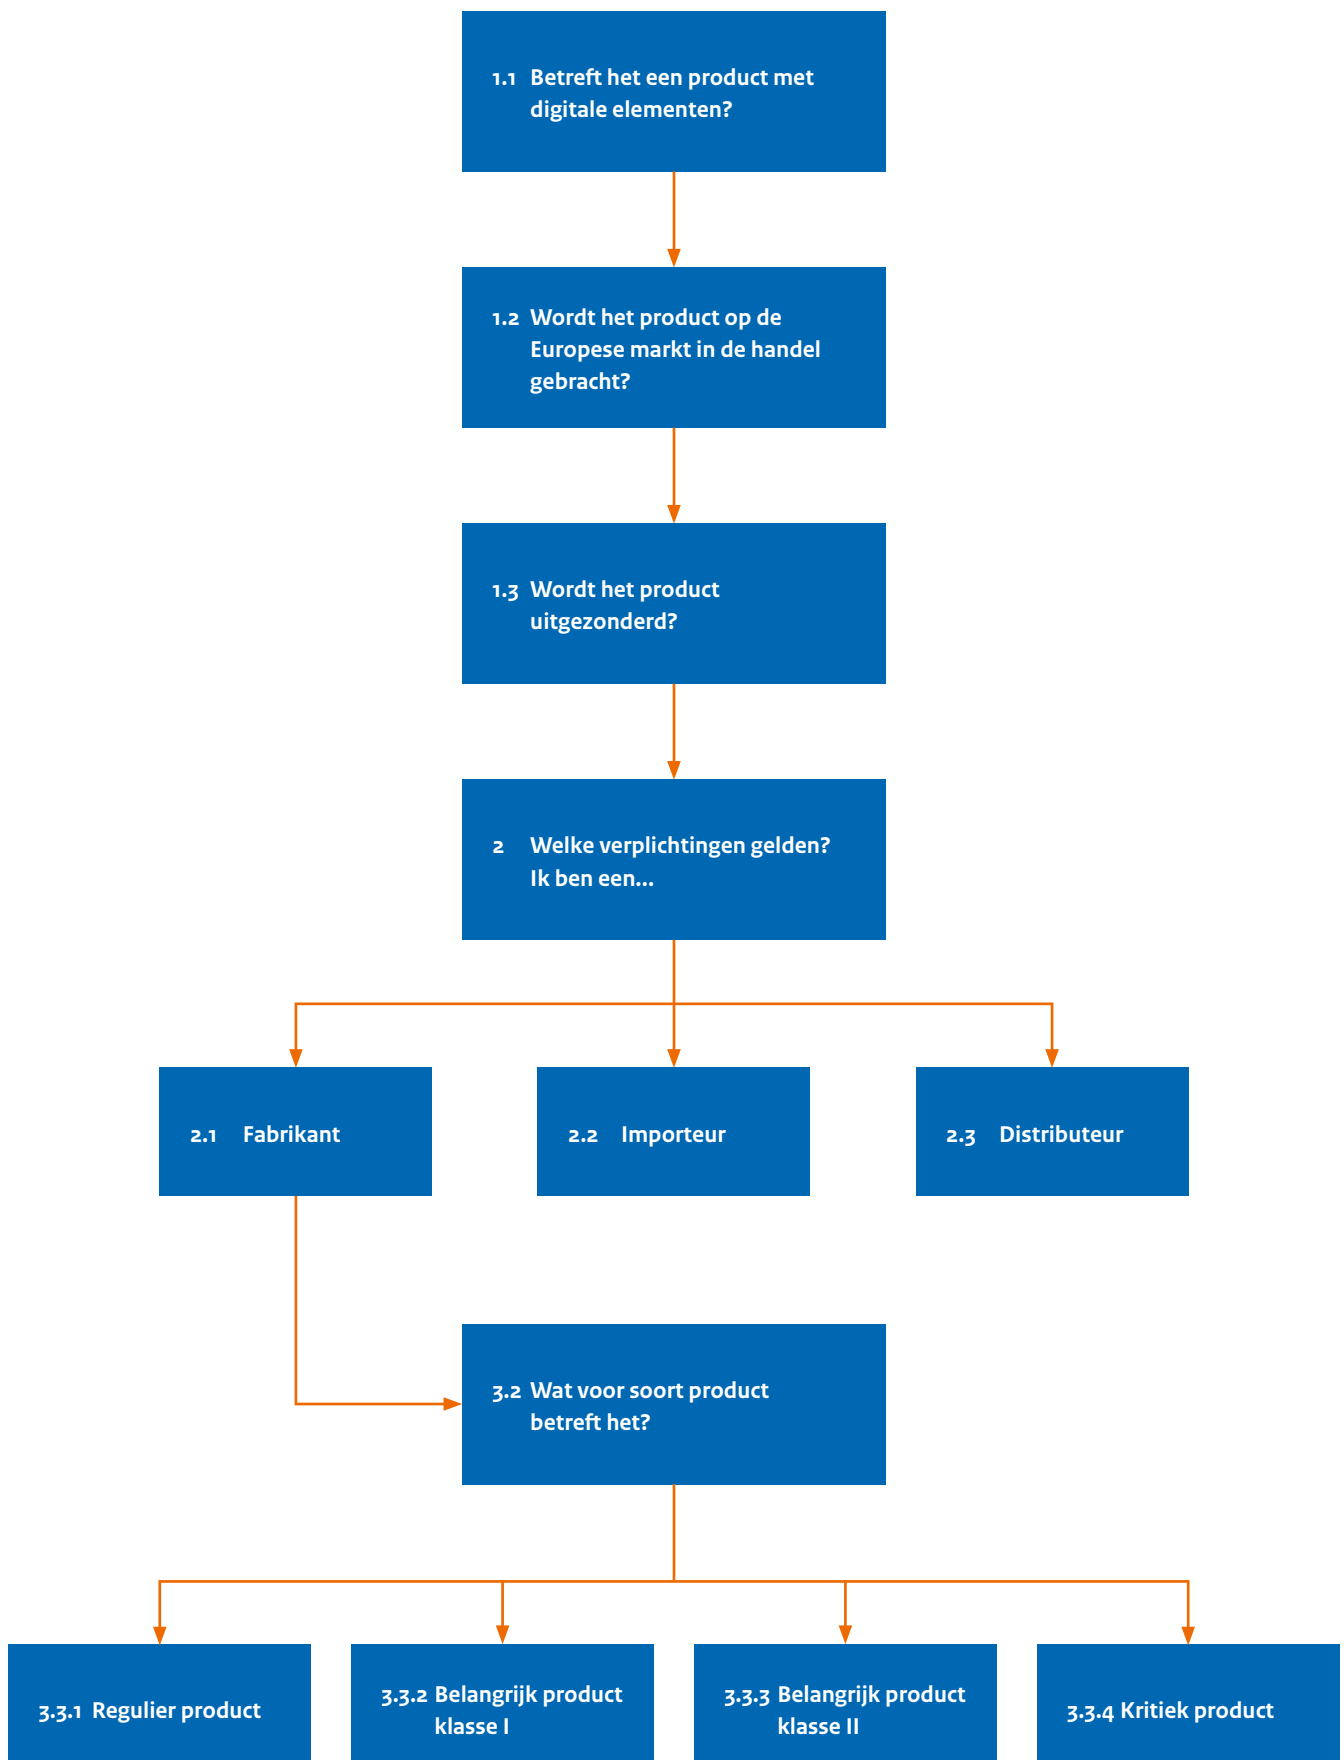 1.1 Betreft het een product met
digitale elementen?
1.2 Wordt het product op de
Europese markt in de handel
gebracht?
1.3 Wordt het product
uitgezonderd?
2 Welke verplichtingen gelden?
Ik ben een...
2.1 Fabrikant
2.2 Importeur
2.3 Distributeur
3.2 Wat voor soort product
betreft het?
3.3.1 Regulier product
3.3.2 Belangrijk product
klasse I
3.3.3 Belangrijk product
klasse II
3.3.4 Kritiek product